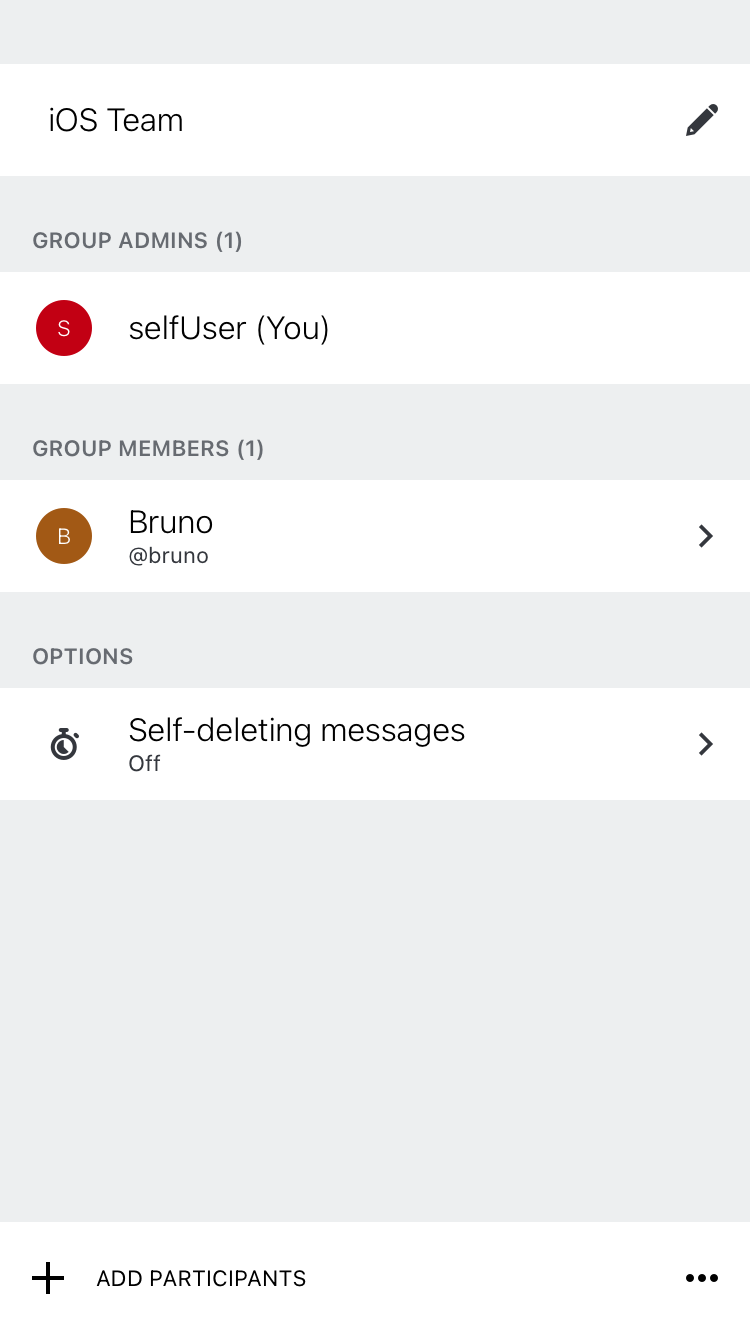 iOS Team
GROUP ADMINS (1)
S
selfUser (You)
GROUP MEMBERS (1)
B
Bruno
@bruno
OPTIONS
Self-deleting messages
Off
ADD PARTICIPANTS